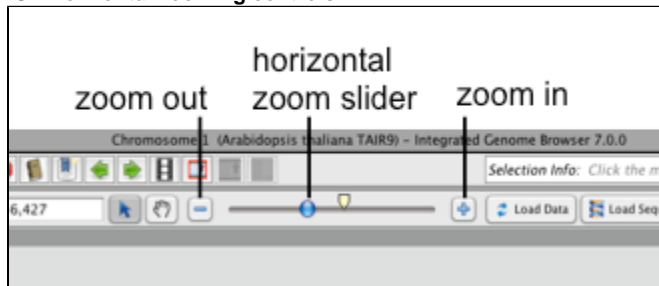 horizontal
zoom out zoom slider zoom in
Chromosome 1 (Arabidopsis thaliana TAIR9) – Integrated Genome Browser 7.0.0
Selection Info: Click the m
6,427 Load Data Load Seq